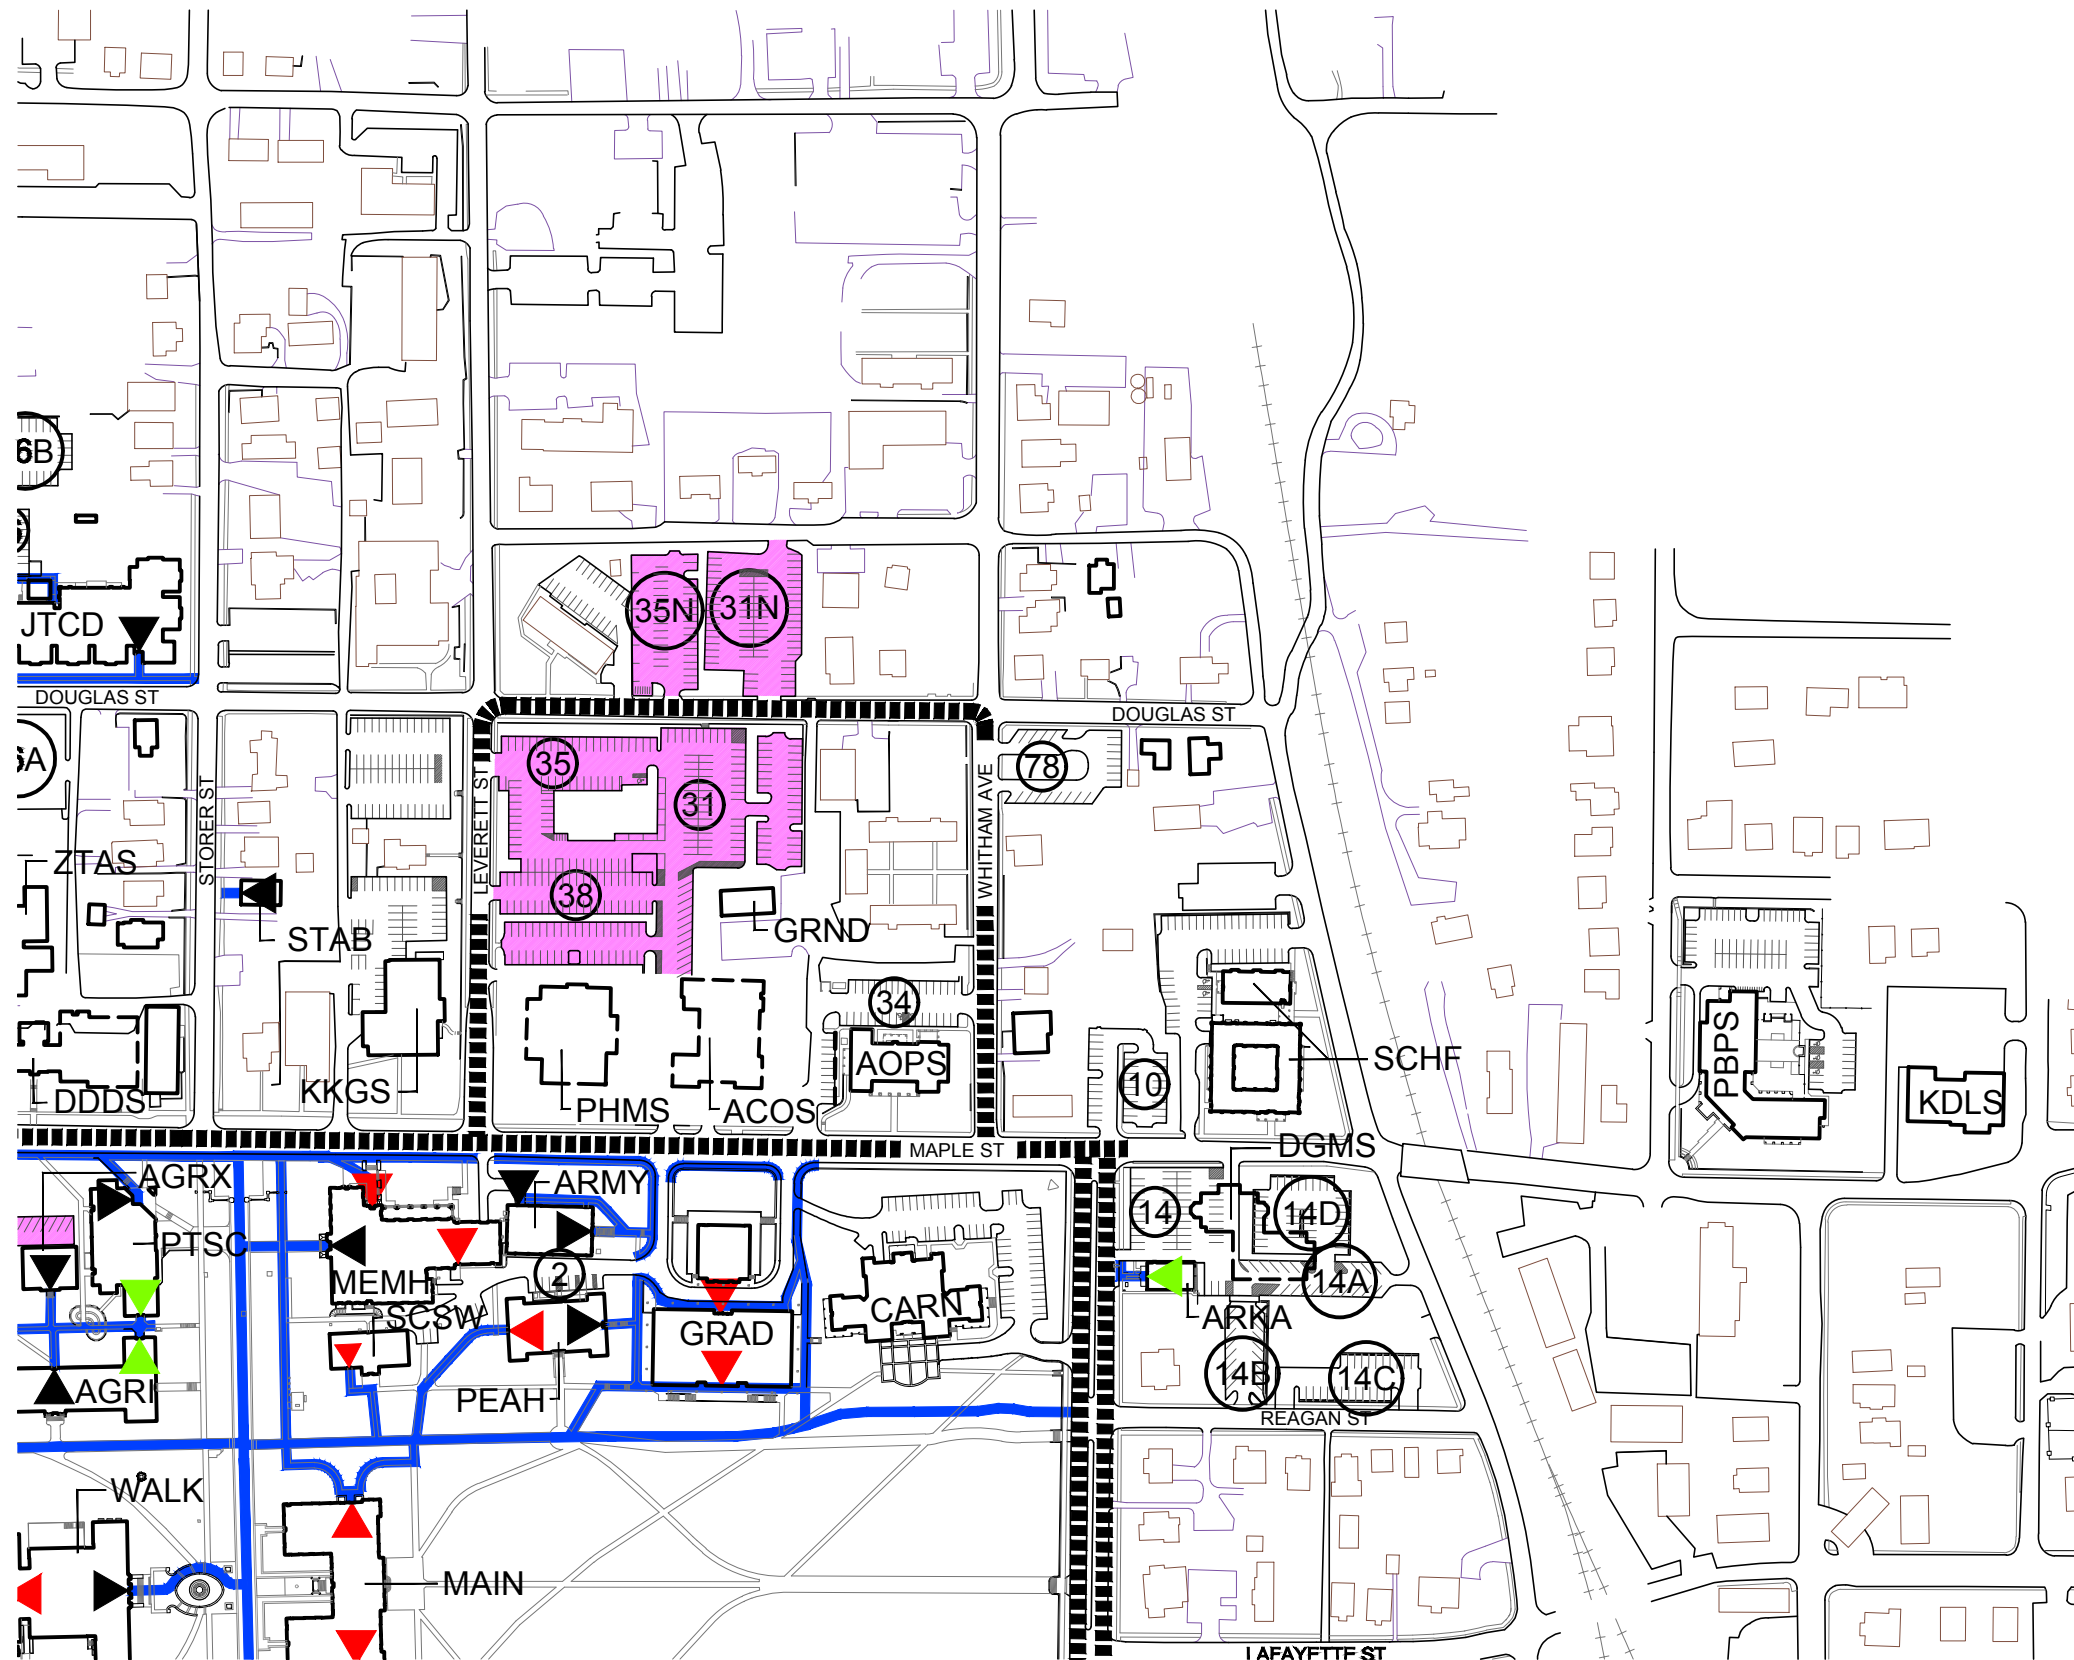 6B
35N
31N
JTCD
DOUGLAS ST
DOUGLAS ST
35
78
31
STORER ST
LEVERETT ST
WHITHAM AVE
ZTAS
38
STAB
GRND
34
AOPS
SCHF
PBPS
10
KDLS
DDDS
KKGS
PHMS
ACOS
MAPLE ST
DGMS
AGRX
ARMY
14
14D
PTSC
2
MEMH
14A
SCSW
CARN
ARKA
GRAD
14B
14C
AGRI
PEAH
REAGAN ST
WALK
MAIN
LAFAYETTE ST